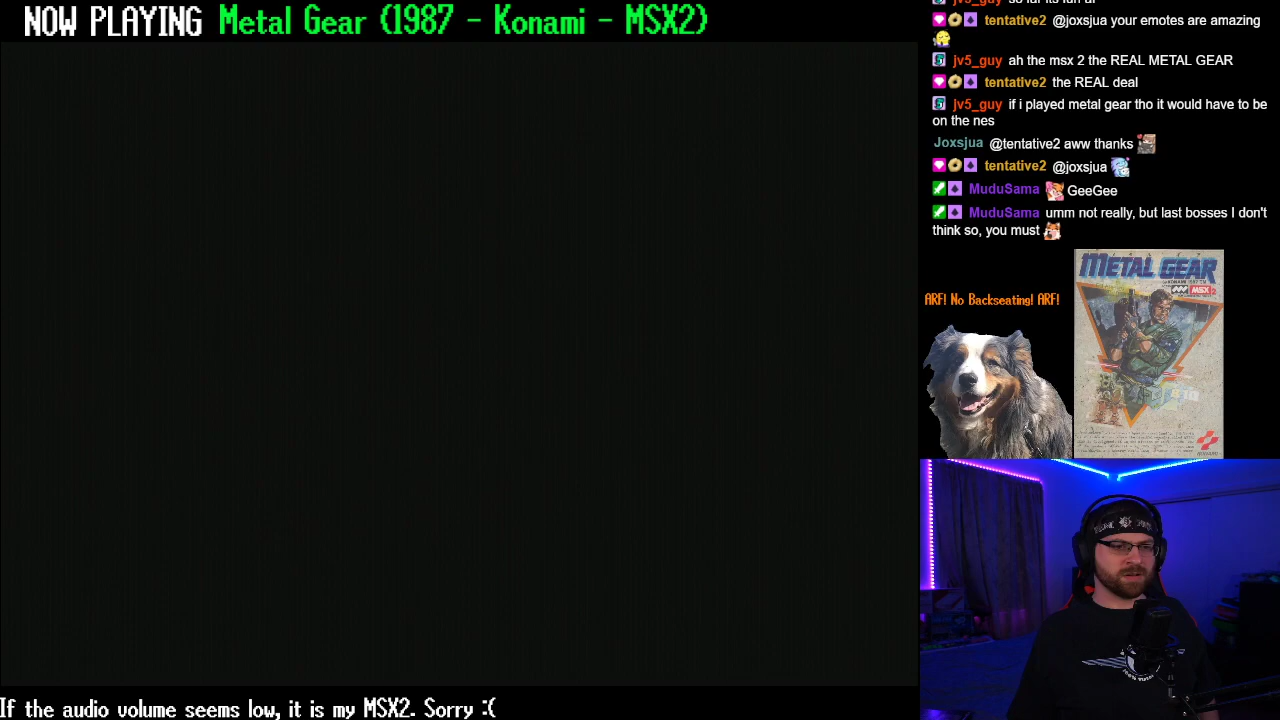 NOW PLAYING Metal Gear (1987 - Konami - MSX2)
tentative2 @joxsjua your emotes are amazing
jv5_guy ah the msx 2 the REAL METAL GEAR
tentative2 the REAL deal
jv5_guy if i played metal gear tho it would have to be
on the nes
Joxsjua @tentative2 aww thanks
tentative2 @joxsjua
MuduSama GeeGee
MuduSama umm not really, but last bosses I don't
think so, you must
ARF! No Backseating! ARF!
METAL GEAR
MSX
KONAMI
If the audio volume seems low, it is my MSX2. Sorry :(